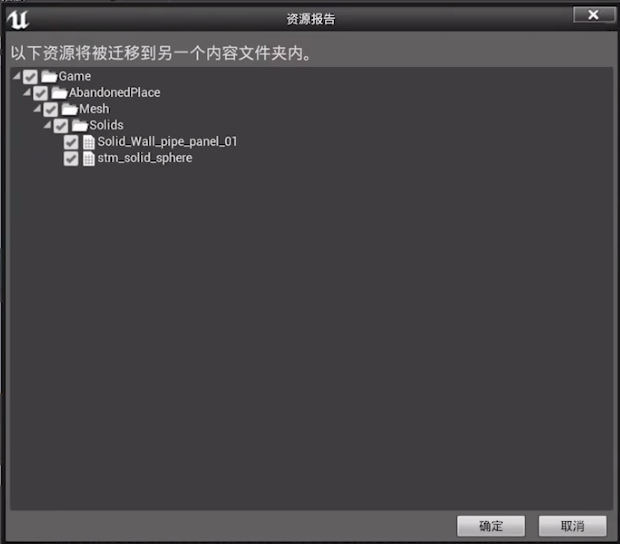 资源报告
以下资源将被迁移到另一个内容文件夹内。
Game
AbandonedPlace
Mesh
Solids
Solid_Wall_pipe_panel_01
stm_solid_sphere
确定 取消